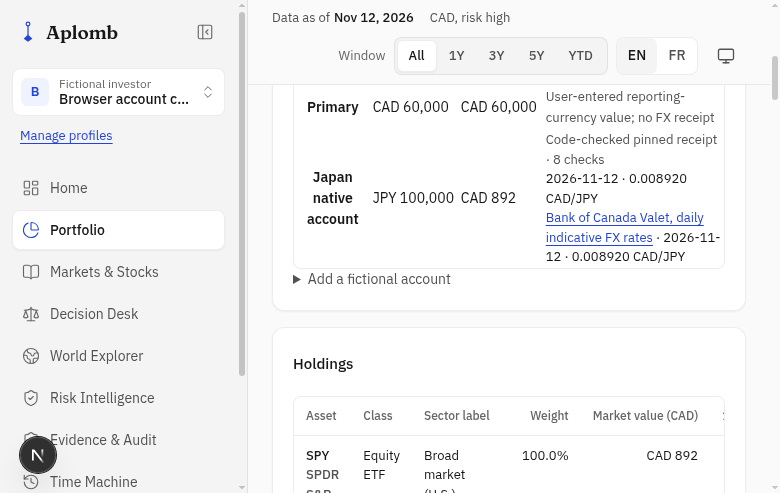 Aplomb
Fictional investor
B
Browser account c...
Manage profiles
Home
Portfolio
Markets & Stocks
Decision Desk
World Explorer
Risk Intelligence
Evidence & Audit
N
Time Machine
Data as of Nov 12, 2026 CAD, risk high
Window All 1Y 3Y 5Y YTD EN FR
Primary CAD 60,000 CAD 60,000
User-entered reporting-
currency value; no FX receipt
Japan
native
account
JPY 100,000 CAD 892
Code-checked pinned receipt
· 8 checks
2026-11-12 · 0.008920
CAD/JPY
Bank of Canada Valet, daily
indicative FX rates · 2026-11-
12 · 0.008920 CAD/JPY
Add a fictional account
Holdings
Asset Class Sector label Weight Market value (CAD)
SPY Equity Broad 100.0% CAD 892
SPDR ETF market
S&P (U.S.)